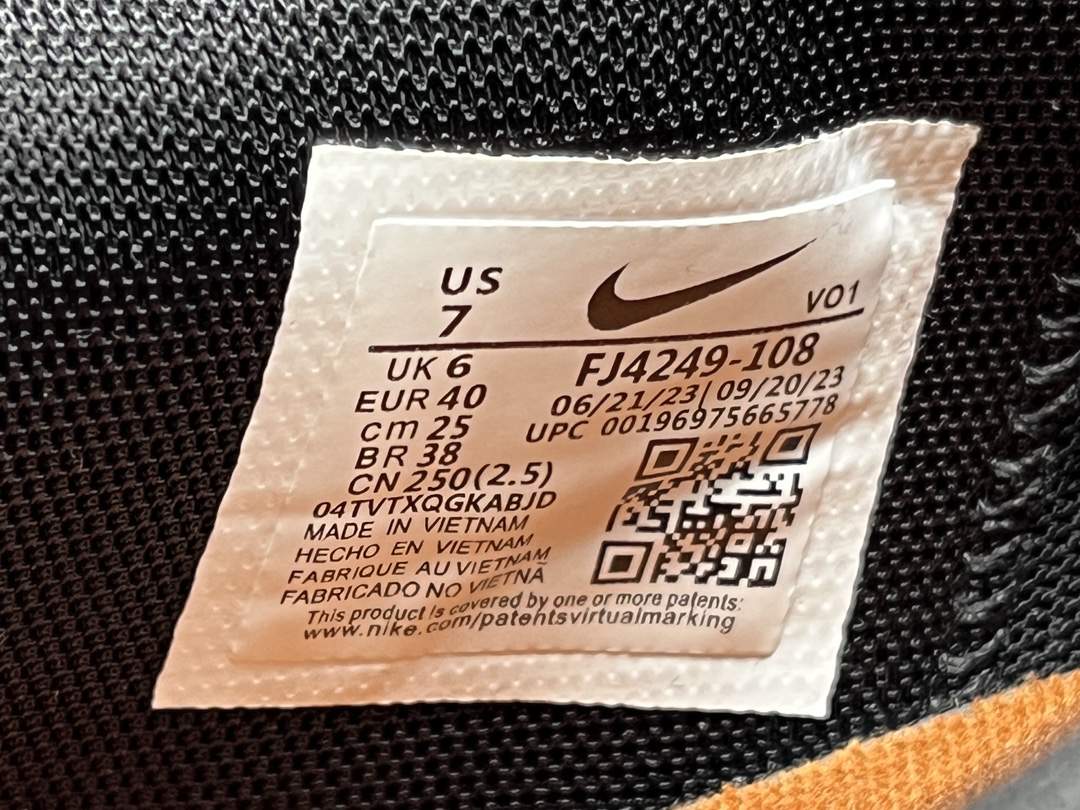 US
7
VO1
UK 6
EUR 40
cm 25
BR 38
CN 250(2.5)
FJ4249-108
06/21/23| 09/20/23
UPC 00196975665778
04TVTXQGKABJD
MADE IN VIETNAM
HECHO EN VIETNAM
FABRIQUE AU VIETNAM
FABRICADO NO VIETNÃ
This product is covered by one or more patents:
www.nike.com/patentsvirtualmarking